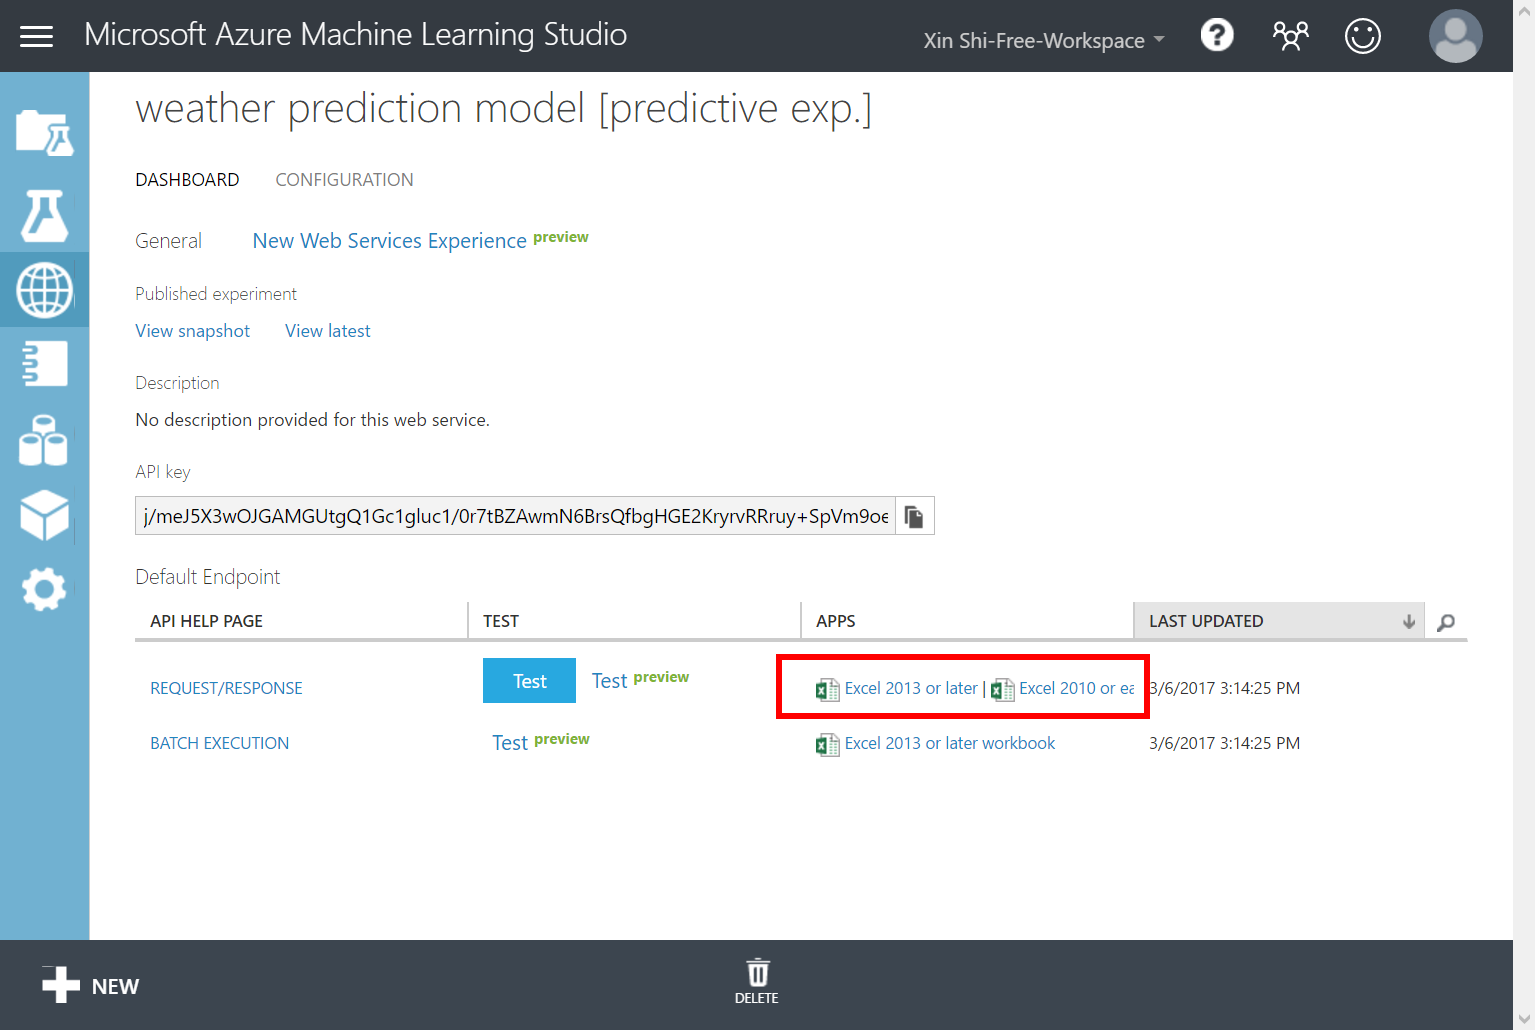 Microsoft Azure Machine Learning Studio
Xin Shi-Free-Workspace
?
weather prediction model [predictive exp.]
DASHBOARD CONFIGURATION
General New Web Services Experience preview
Published experiment
View snapshot View latest
Description
No description provided for this web service.
API key
j/meJ5X3wOJGAMGUtgQ1Gc1gluc1/0r7tBZAwmN6BrsQfbgHGE2KryrvRRruy+SpVm9oe
Default Endpoint
API HELP PAGE TEST APPS LAST UPDATED
REQUEST/RESPONSE Test Test preview Excel 2013 or later | Excel 2010 or ea 3/6/2017 3:14:25 PM
BATCH EXECUTION Test preview Excel 2013 or later workbook 3/6/2017 3:14:25 PM
NEW
DELETE